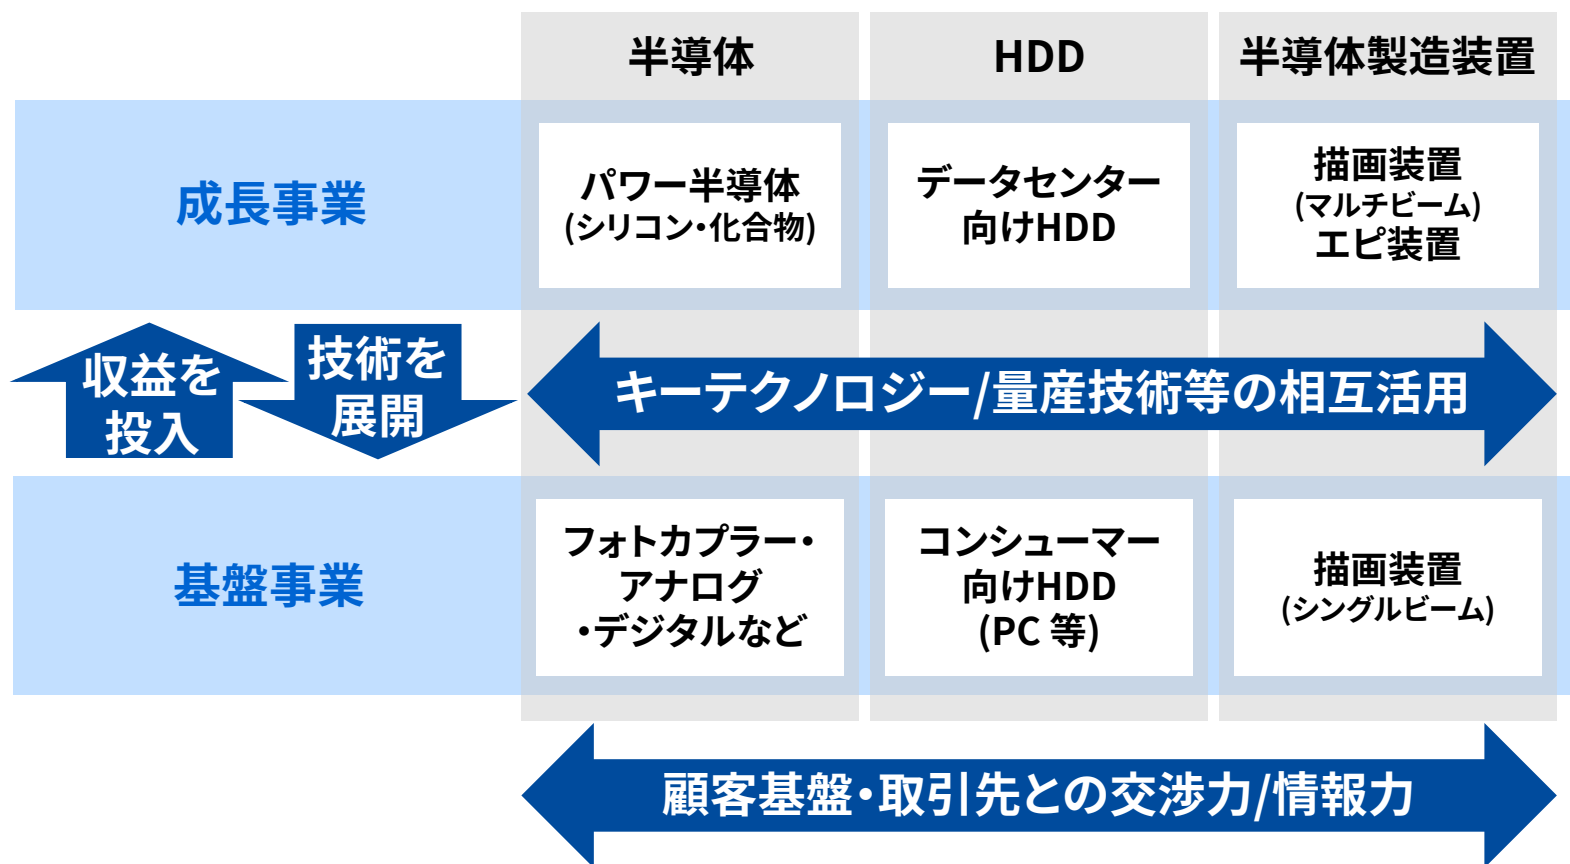 半導体
HDD
半導体製造装置
成長事業
パワー半導体
(シリコン・化合物)
データセンター
向けHDD
描画装置
(マルチビーム)
エピ装置
収益を
投入
技術を
展開
キーテクノロジー/量産技術等の相互活用
基盤事業
フォトカプラー・
アナログ
・デジタルなど
コンシューマー
向けHDD
(PC 等)
描画装置
(シングルビーム)
顧客基盤・取引先との交渉力/情報力